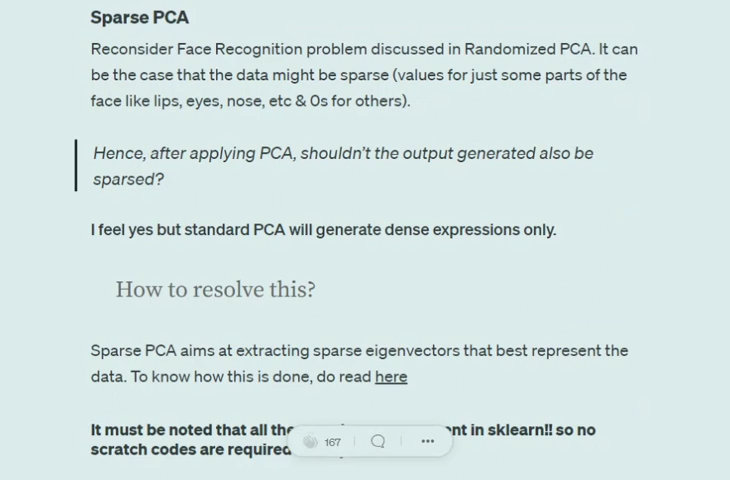 Sparse PCA
Reconsider Face Recognition problem discussed in Randomized PCA. It can
be the case that the data might be sparse (values for just some parts of the
face like lips, eyes, nose, etc & 0s for others).
Hence, after applying PCA, shouldn't the output generated also be
sparsed?
I feel yes but standard PCA will generate dense expressions only.
How to resolve this?
Sparse PCA aims at extracting sparse eigenvectors that best represent the
data. To know how this is done, do read here
It must be noted that all in sklearn!! so no
scratch codes are required
167